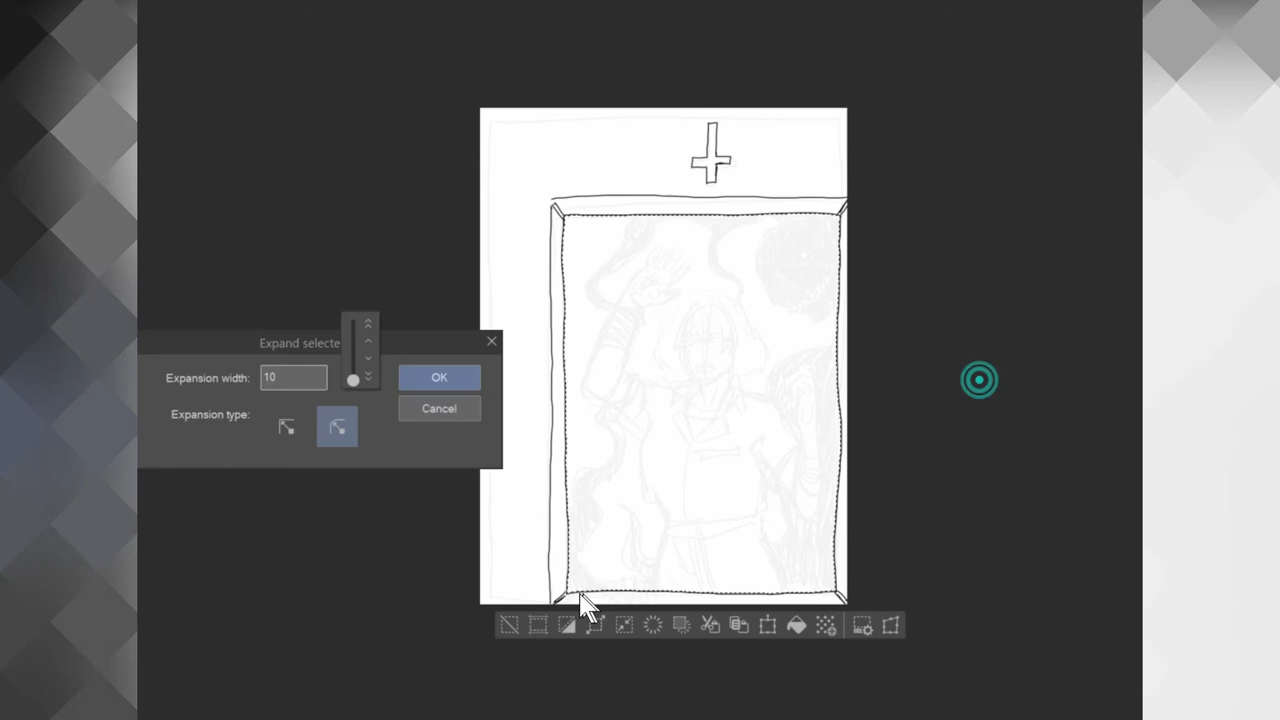 Expand selecte
Expansion width: 10
OK
Expansion type:
Cancel